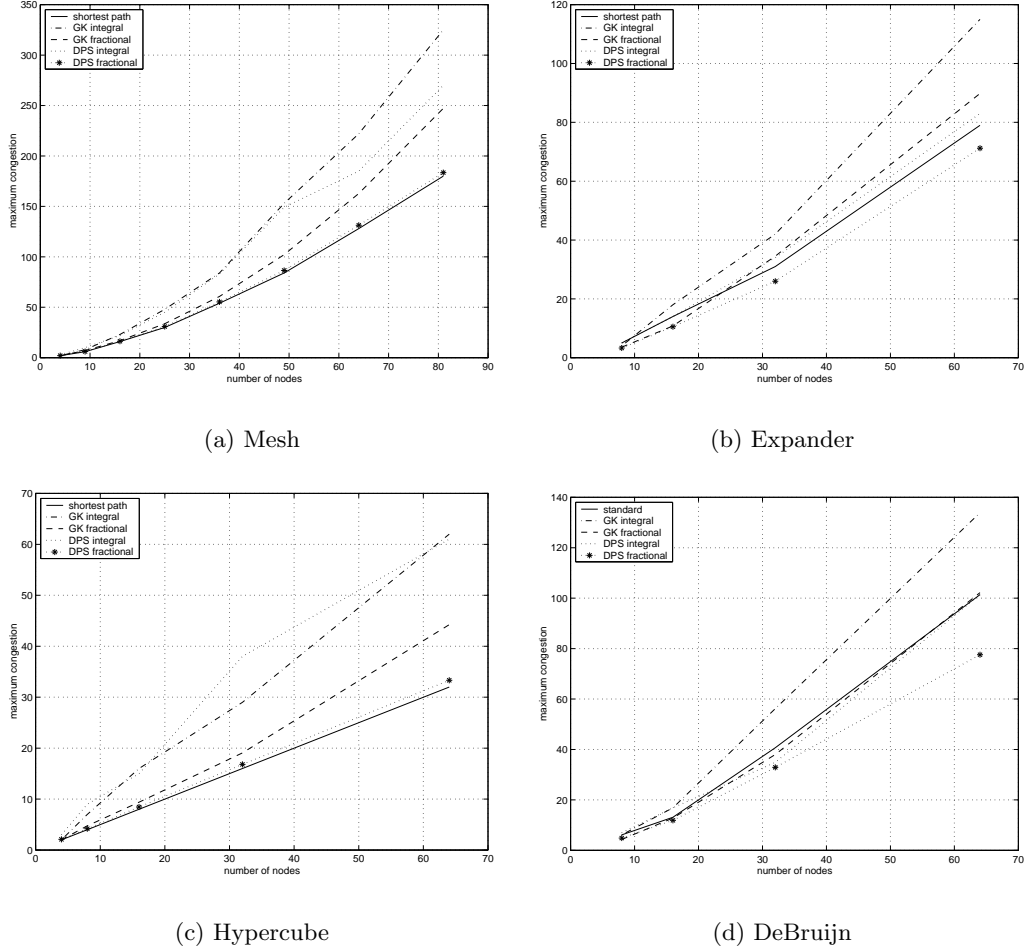 350
300
250
200
150
100
50
0
maximum congestion
shortest path
GK integral
GK fractional
DPS integral
DPS fractional
0 10 20 30 40 50 60 70 80 90
number of nodes
(a) Mesh
120
100
80
60
40
20
0
maximum congestion
shortest path
GK integral
GK fractional
DPS integral
DPS fractional
0 10 20 30 40 50 60 70
number of nodes
(b) Expander
70
60
50
40
30
20
10
0
maximum congestion
shortest path
GK integral
GK fractional
DPS integral
DPS fractional
0 10 20 30 40 50 60 70
number of nodes
(c) Hypercube
140
120
100
80
60
40
20
0
maximum congestion
standard
GK integral
GK fractional
DPS integral
DPS fractional
0 10 20 30 40 50 60 70
number of nodes
(d) DeBruijn